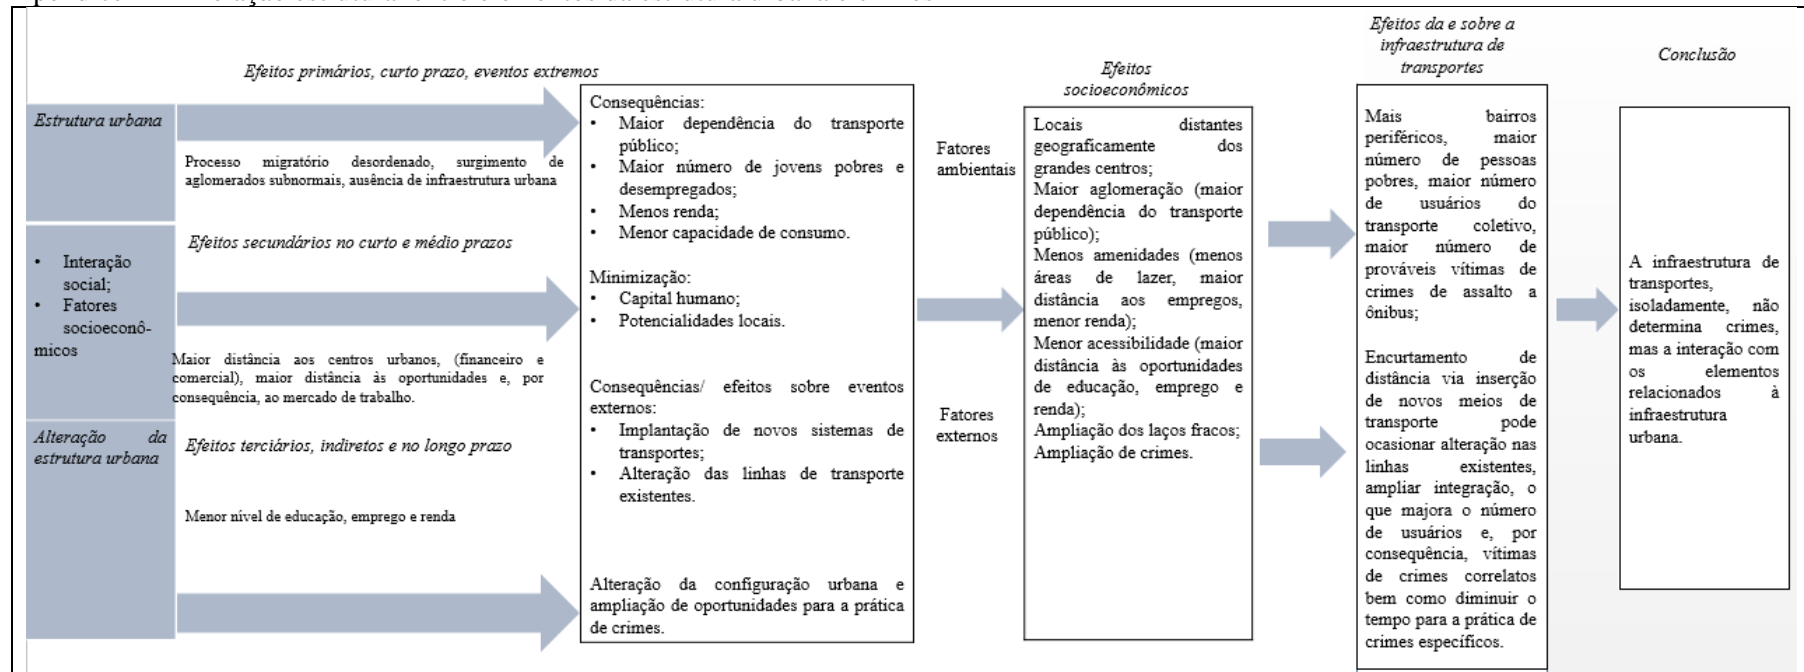 Efeitos primários, curto prazo, eventos extremos
Estrutura urbana
Processo migratório desordenado, surgimento de
aglomerados subnormais, ausência de infraestrutura urbana
Efeitos secundários no curto e médio prazos
• Interação
social;
• Fatores
socioeconô-
micos
Maior distância aos centros urbanos, (financeiro e
comercial), maior distância às oportunidades e, por
consequência, ao mercado de trabalho.
Alteração da
estrutura urbana
Efeitos terciários, indiretos e no longo prazo
Menor nível de educação, emprego e renda
Consequências:
• Maior dependência do transporte
público;
• Maior número de jovens pobres e
desempregados;
• Menos renda;
• Menor capacidade de consumo.
Minimização:
• Capital humano;
• Potencialidades locais.
Consequências/ efeitos sobre eventos
externos:
• Implantação de novos sistemas de
transportes;
• Alteração das linhas de transporte
existentes.
Alteração da configuração urbana e
ampliação de oportunidades para a prática
de crimes.
Fatores
ambientais
Fatores
externos
Efeitos
socioeconômicos
Locais distantes
geograficamente dos
grandes centros;
Maior aglomeração (maior
dependência do transporte
público);
Menos amenidades (menos
áreas de lazer, maior
distância aos empregos,
menor renda);
Menor acessibilidade (maior
distância às oportunidades
de educação, emprego e
renda);
Ampliação dos laços fracos;
Ampliação de crimes.
Efeitos da e sobre a
infraestrutura de
transportes
Mais bairros
periféricos, maior
número de pessoas
pobres, maior número
de usuários do
transporte coletivo,
maior número de
prováveis vítimas de
crimes de assalto a
ônibus;
Encurtamento de
distância via inserção
de novos meios de
transporte pode
ocasionar alteração nas
linhas existentes,
ampliar integração, o
que majora o número
de usuários e, por
consequência, vítimas
de crimes correlatos
bem como diminuir o
tempo para a prática de
crimes específicos.
Conclusão
A infraestrutura de
transportes,
isoladamente, não
determina crimes,
mas a interação com
os elementos
relacionados à
infraestrutura
urbana.